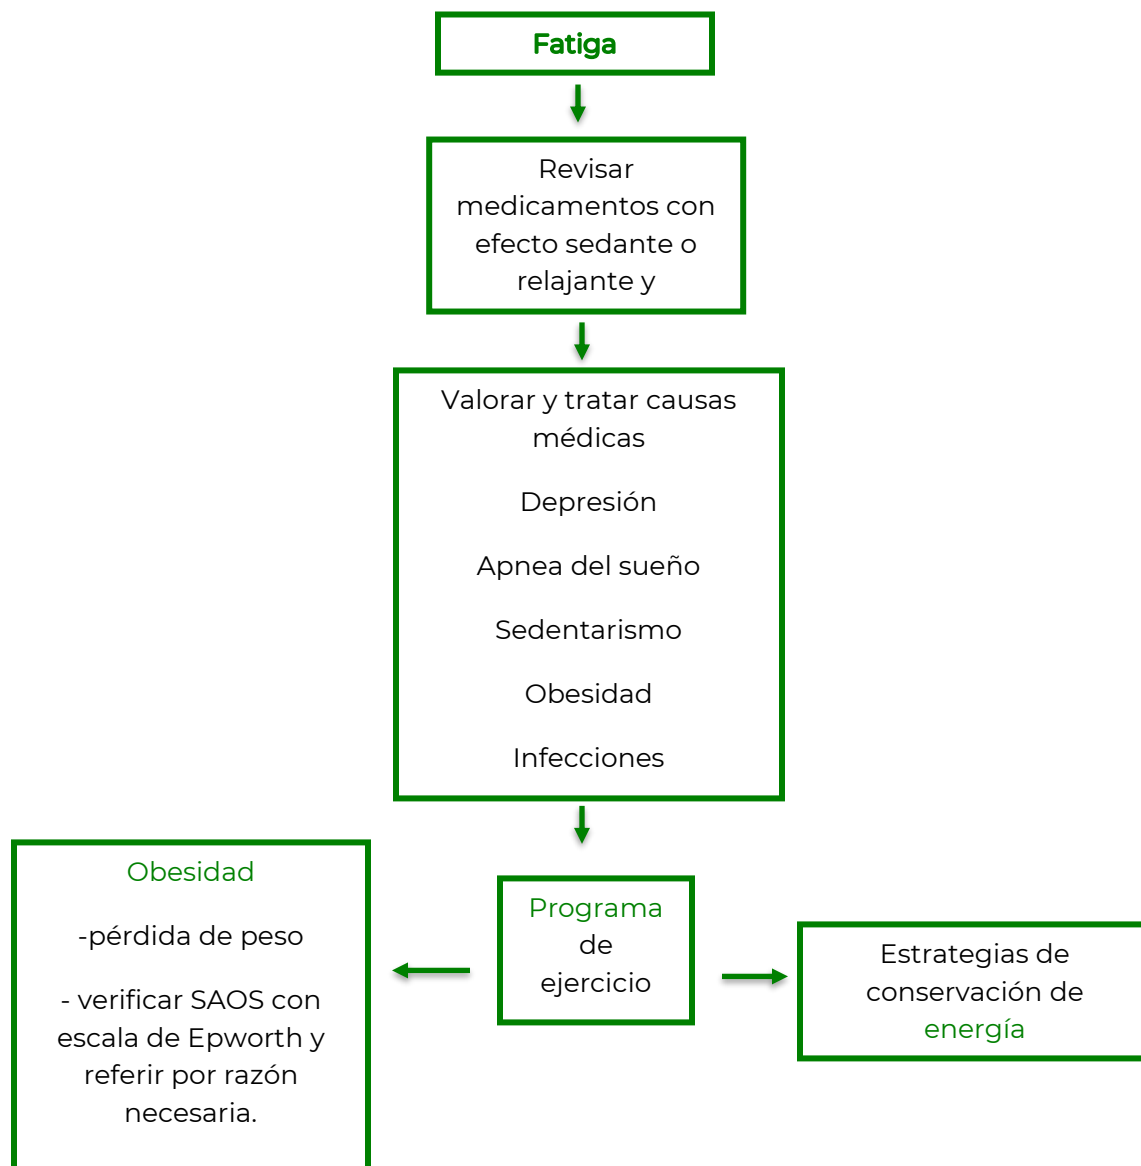 Fatiga
Revisar
medicamentos con
efecto sedante o
relajante y
Valorar y tratar causas
médicas
Depresión
Apnea del sueño
Sedentarismo
Obesidad
Infecciones
Obesidad
-pérdida de peso
- verificar SAOS con
escala de Epworth y
referir por razón
necesaria.
Programa
de
ejercicio
Estrategias de
conservación de
energía